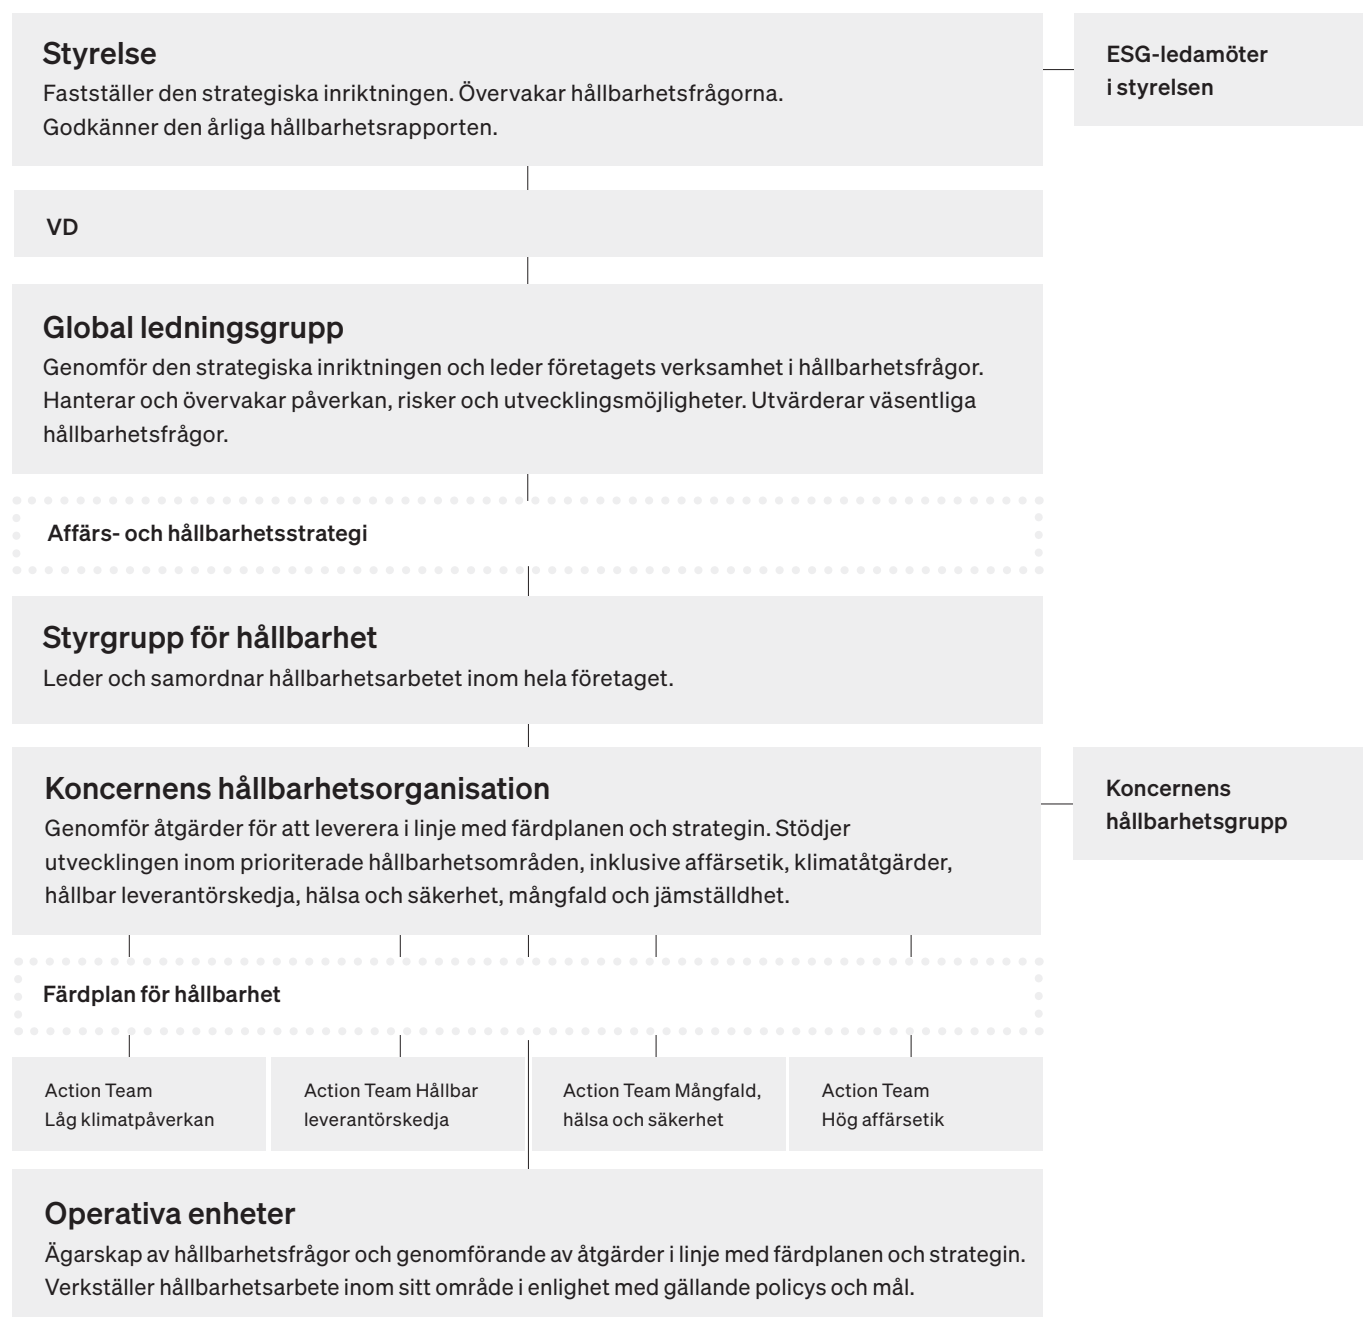 Styrelse
Fastställer den strategiska inriktningen. Övervakar hållbarhetsfrågorna.
Godkänner den årliga hållbarhetsrapporten.
ESG-ledamöter
i styrelsen
VD
Global ledningsgrupp
Genomför den strategiska inriktningen och leder företagets verksamhet i hållbarhetsfrågor.
Hanterar och övervakar påverkan, risker och utvecklingsmöjligheter. Utvärderar väsentliga
hållbarhetsfrågor.
Affärs- och hållbarhetsstrategi
Styrgrupp för hållbarhet
Leder och samordnar hållbarhetsarbetet inom hela företaget.
Koncernens hållbarhetsorganisation
Genomför åtgärder för att leverera i linje med färdplanen och strategin. Stödjer
utvecklingen inom prioriterade hållbarhetsområden, inklusive affärsetik, klimatåtgärder,
hållbar leverantörskedja, hälsa och säkerhet, mångfald och jämställdhet.
Koncernens
hållbarhetsgrupp
Färdplan för hållbarhet
Action Team
Låg klimatpåverkan
Action Team Hållbar
leverantörskedja
Action Team Mångfald,
hälsa och säkerhet
Action Team
Hög affärsetik
Operativa enheter
Ägarskap av hållbarhetsfrågor och genomförande av åtgärder i linje med färdplanen och strategin.
Verkställer hållbarhetsarbete inom sitt område i enlighet med gällande policys och mål.